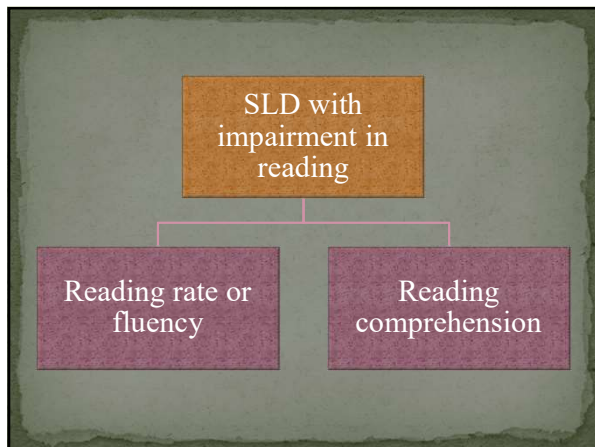 SLD with
impairment in
reading
Reading rate or
fluency
Reading
comprehension